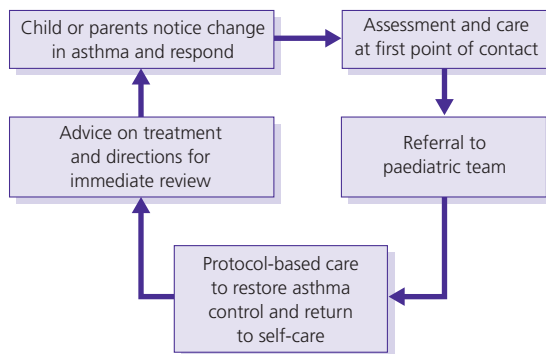 Child or parents notice change
in asthma and respond
Assessment and care
at first point of contact
Referral to
paediatric team
Protocol-based care
to restore asthma
control and return
to self-care
Advice on treatment
and directions for
immediate review